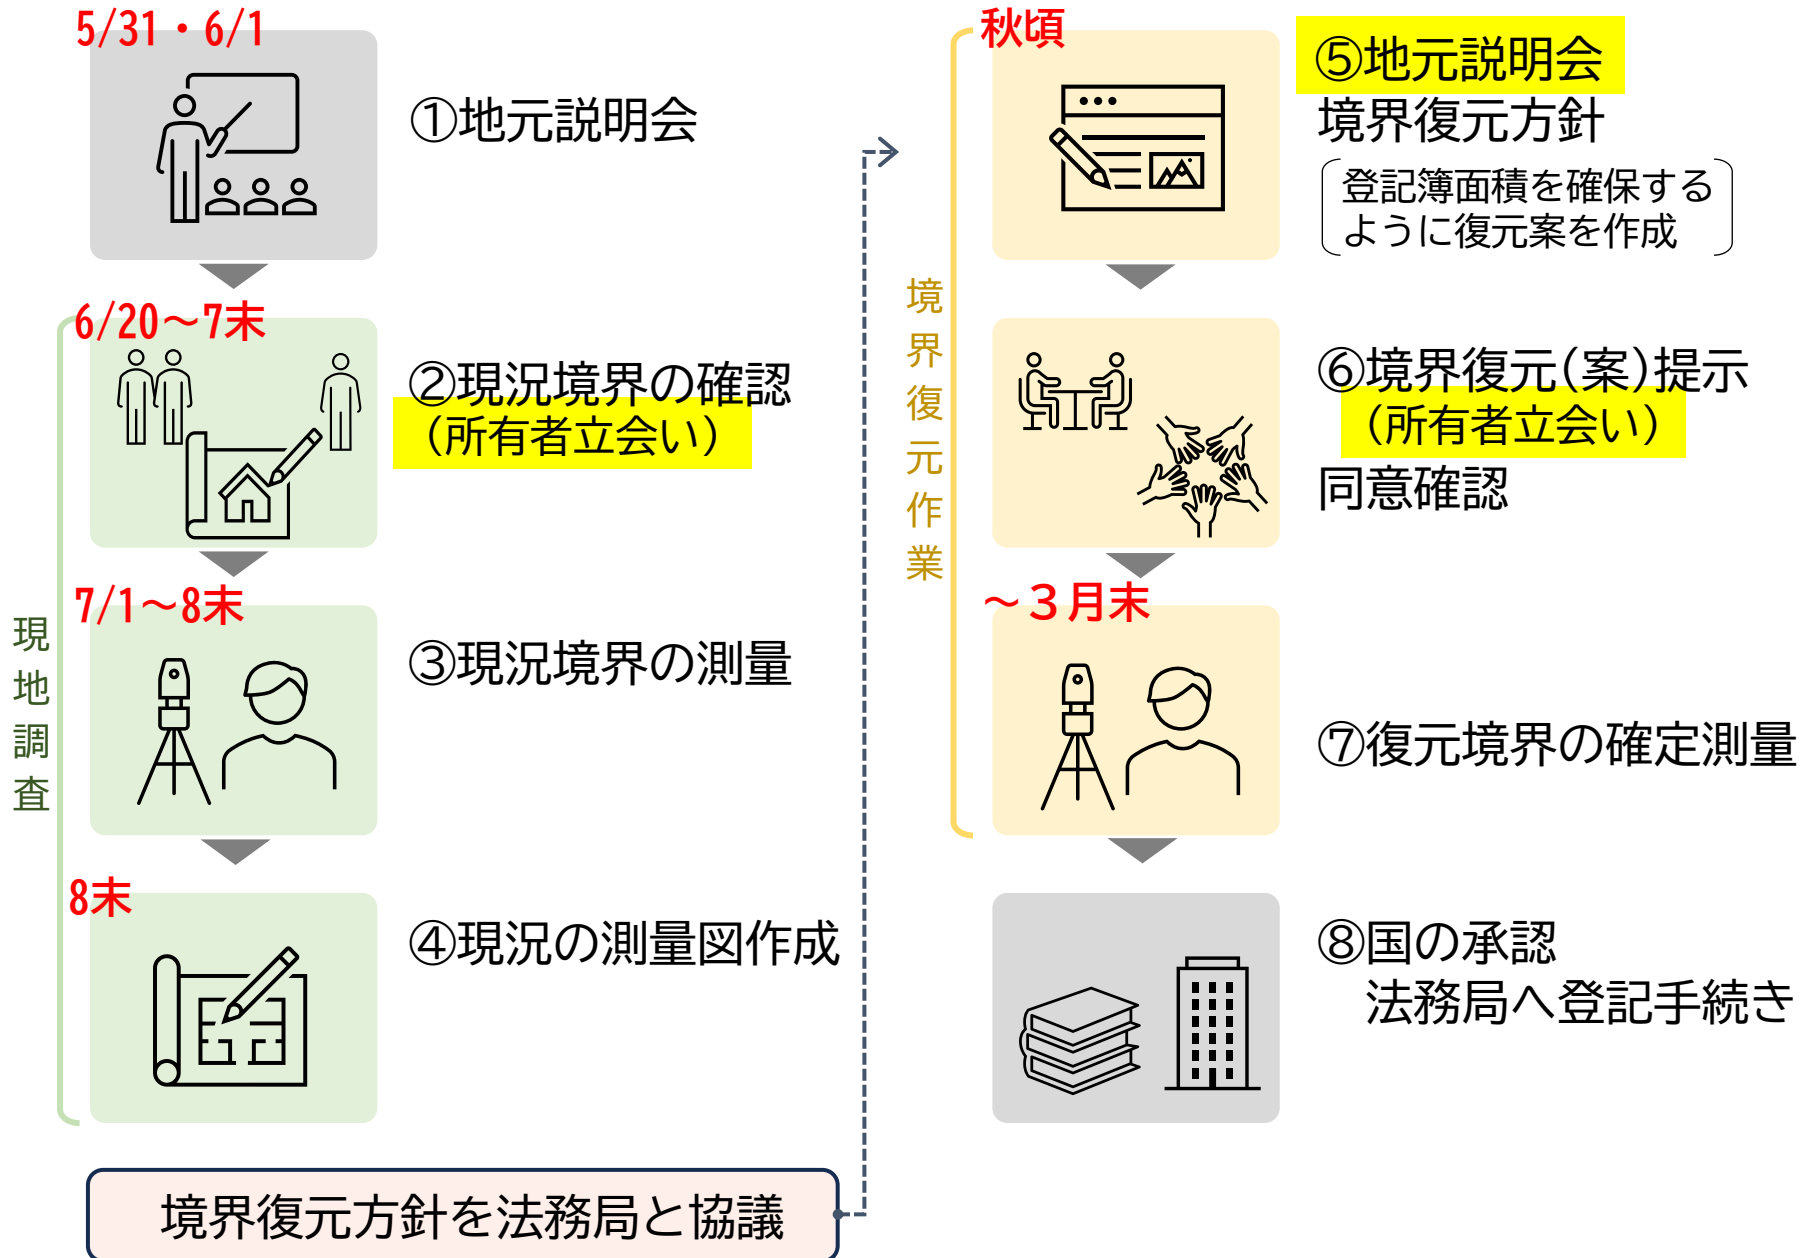 5/31・6/1
①地元説明会
現地調査
6/20～7末
②現況境界の確認
（所有者立会い）
7/1～8末
③現況境界の測量
8末
④現況の測量図作成
境界復元方針を法務局と協議
境界復元作業
秋頃
⑤地元説明会
境界復元方針
登記簿面積を確保する
ように復元案を作成
⑥境界復元(案)提示
（所有者立会い）
同意確認
～３月末
⑦復元境界の確定測量
⑧国の承認
法務局へ登記手続き